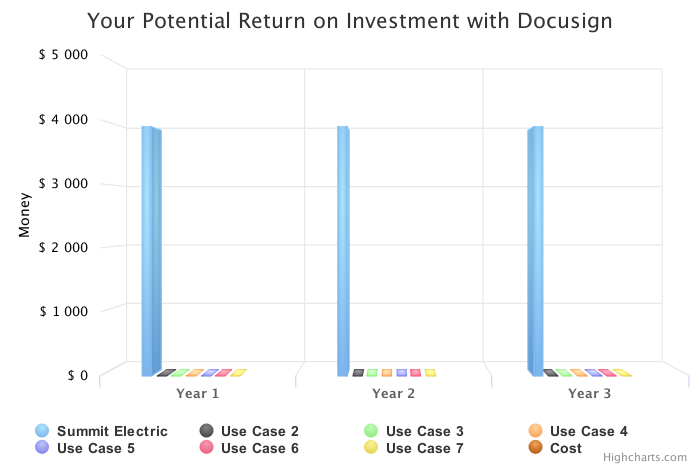 Your Potential Return on Investment with Docusign
$ 5 000
$ 4 000
$ 3 000
$ 2 000
$ 1 000
$ 0
Money
Year 1 Year 2 Year 3
Summit Electric Use Case 2 Use Case 3 Use Case 4
Use Case 5 Use Case 6 Use Case 7 Cost
Highcharts.com